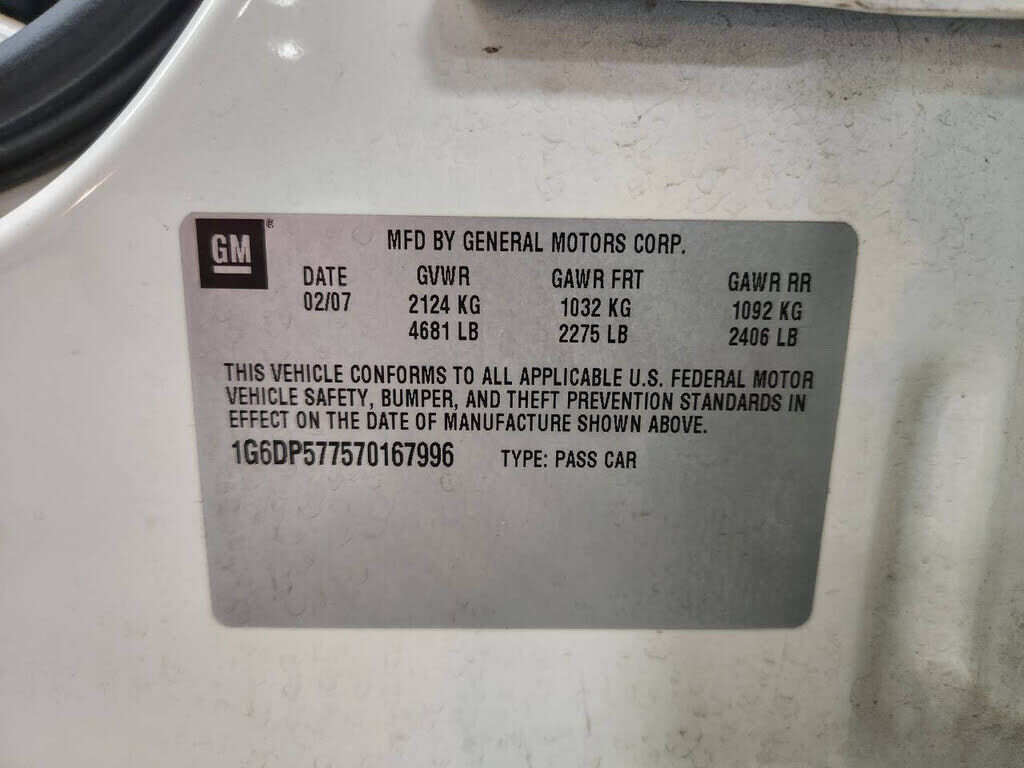 GM ®
MFD BY GENERAL MOTORS CORP.
DATE GVWR GAWR FRT GAWR RR
02/07 2124 KG 1032 KG 1092 KG
4681 LB 2275 LB 2406 LB
THIS VEHICLE CONFORMS TO ALL APPLICABLE U.S. FEDERAL MOTOR
VEHICLE SAFETY, BUMPER, AND THEFT PREVENTION STANDARDS IN
EFFECT ON THE DATE OF MANUFACTURE SHOWN ABOVE.
1G6DP577570167996 TYPE: PASS CAR